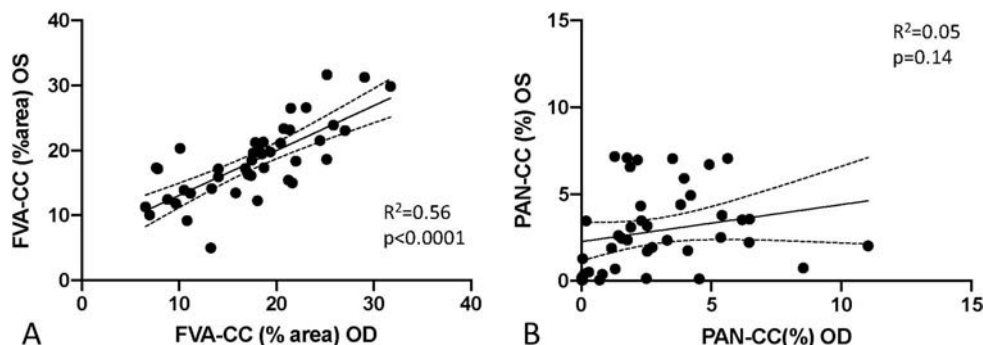 40
30
20
10
0
0
10
20
30
40
FVA-CC (%area) OS
FVA-CC (% area) OD
R²=0.56
p<0.0001
A
15
10
5
0
0
5
10
15
PAN-CC (%) OS
PAN-CC(%) OD
R²=0.05
p=0.14
B